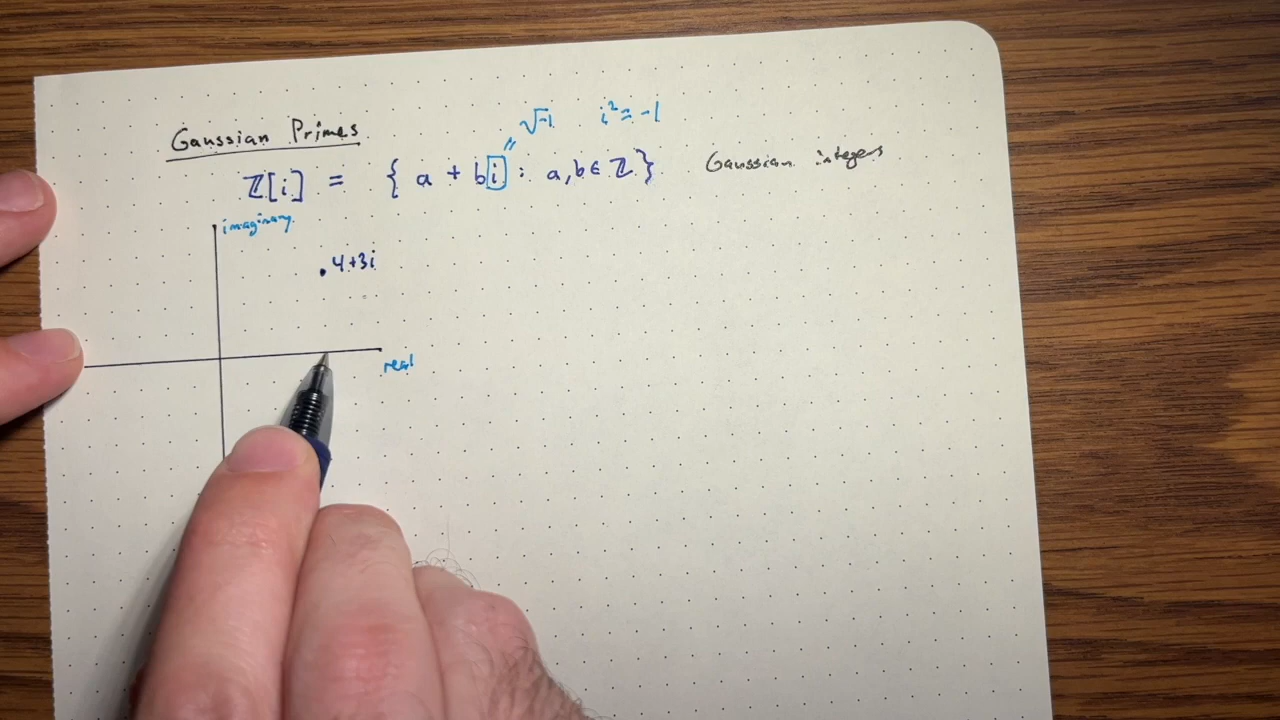 √-1 i² = -1
Gaussian Primes
ℤ[i] = { a + bi : a,b ∈ ℤ } Gaussian integers
imaginary
4+3i
real